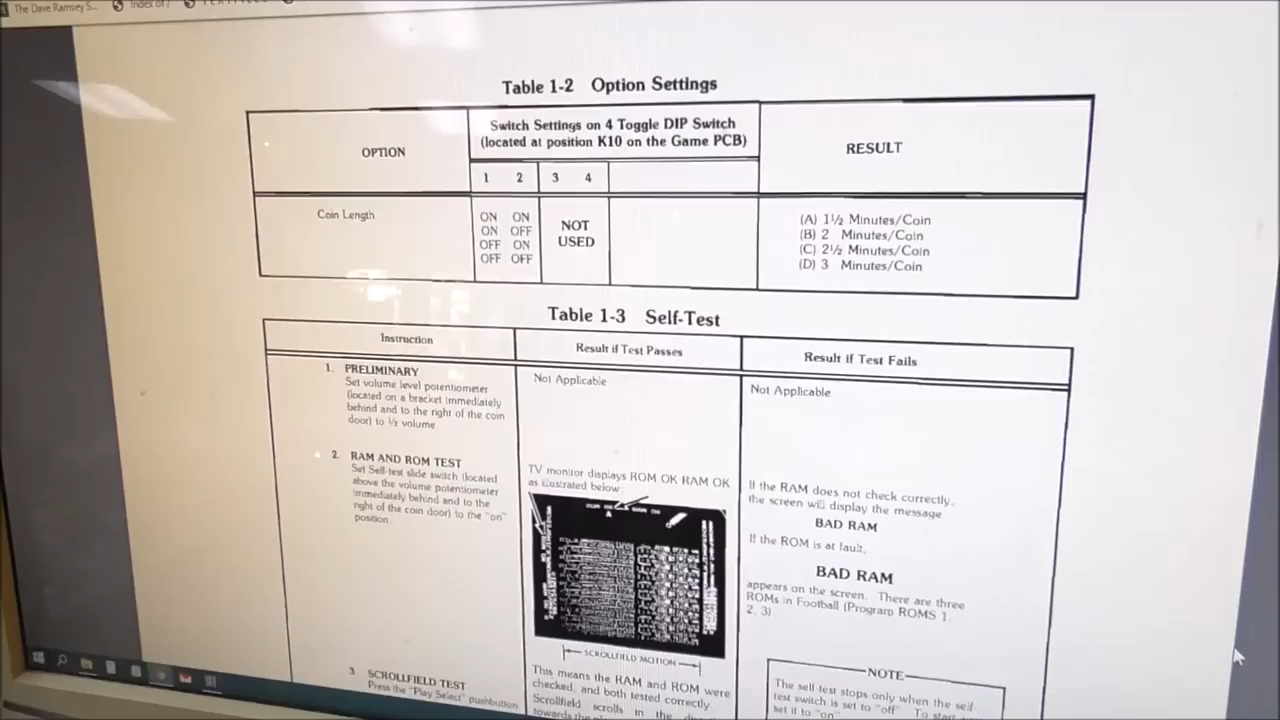 The Dave Ramsey S...
Index of /
Table 1-2 Option Settings
OPTION
Switch Settings on 4 Toggle DIP Switch
(located at position K10 on the Game PCB)
RESULT
1 2 3 4
Coin Length
ON ON
ON OFF
OFF ON
OFF OFF
NOT
USED
(A) 1½ Minutes/Coin
(B) 2 Minutes/Coin
(C) 2½ Minutes/Coin
(D) 3 Minutes/Coin
Table 1-3 Self-Test
Instruction
Result if Test Passes
Result if Test Fails
1. PRELIMINARY
Set volume level potentiometer
(located on a bracket immediately
behind and to the right of the coin
door) to ½ volume
Not Applicable
Not Applicable
2. RAM AND ROM TEST
Set Self-test slide switch (located
above the volume potentiometer
immediately behind and to the
right of the coin door) to the "on"
position.
TV monitor displays ROM OK RAM OK
as illustrated below
SCROLLFIELD MOTION
This means the RAM and ROM were
checked, and both tested correctly
Scrollfield scrolls in the
towards the
If the RAM does not check correctly,
the screen will display the message
BAD RAM
If the ROM is at fault,
BAD RAM
appears on the screen. There are three
ROMs in Football (Program ROMS 1,
2, 3)
NOTE
The self-test stops only when the self-
test switch is set to "off" To start
set it to "on"
3. SCROLLFIELD TEST
Press the "Play Select" pushbutton